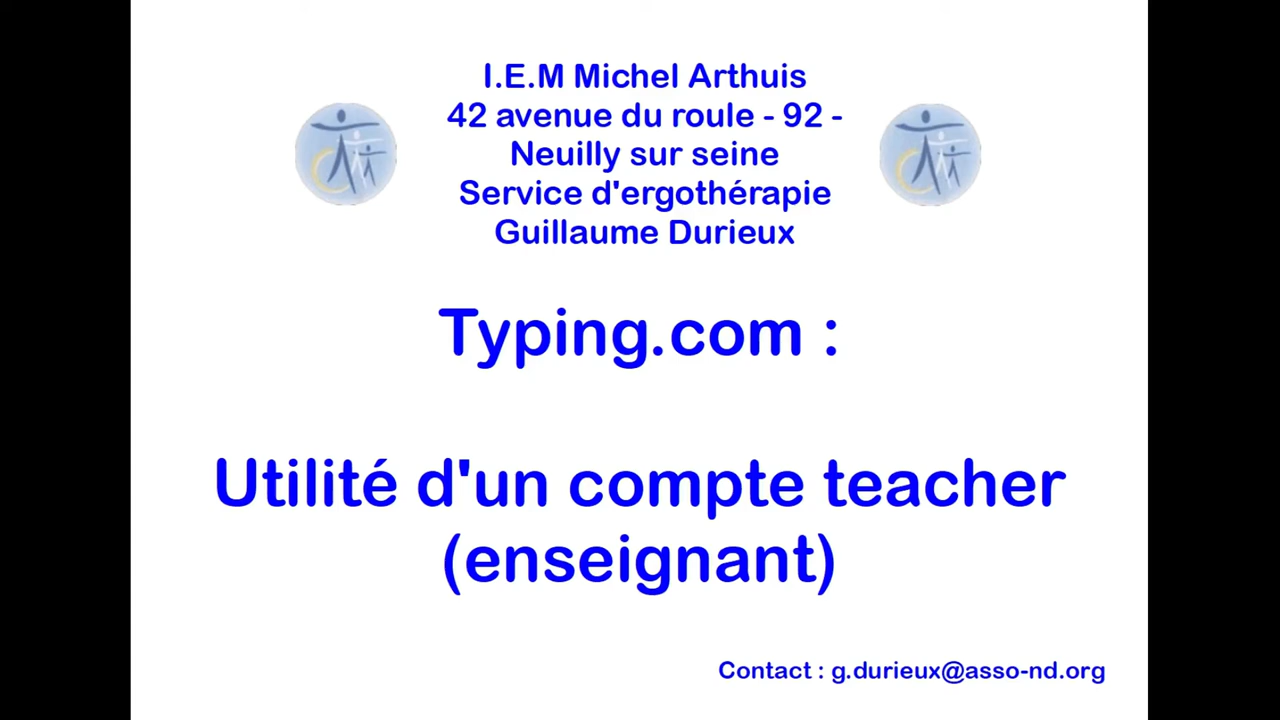 I.E.M Michel Arthuis
42 avenue du roule - 92 -
Neuilly sur seine
Service d'ergothérapie
Guillaume Durieux
Typing.com :
Utilité d'un compte teacher
(enseignant)
Contact : g.durieux@asso-nd.org